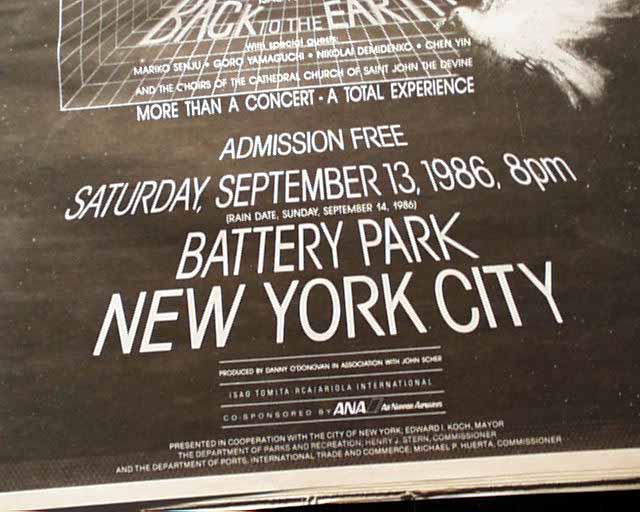 BACK TO THE EARTH
With special guests:
MARIKO SENJU • GORO YAMAGUCHI • NIKOLAI DEMIDENKO • CHEN YIN
AND THE CHOIRS OF THE CATHEDRAL CHURCH OF SAINT JOHN THE DEVINE
MORE THAN A CONCERT - A TOTAL EXPERIENCE
ADMISSION FREE
SATURDAY, SEPTEMBER 13, 1986, 8pm
(RAIN DATE, SUNDAY, SEPTEMBER 14, 1986)
BATTERY PARK
NEW YORK CITY
PRODUCED BY DANNY O'DONOVAN IN ASSOCIATION WITH JOHN SCHER
ISAO TOMITA • RCA/ARIOLA INTERNATIONAL
CO-SPONSORED BY ANA All Nippon Airways
PRESENTED IN COOPERATION WITH THE CITY OF NEW YORK; EDWARD I. KOCH, MAYOR
THE DEPARTMENT OF PARKS AND RECREATION; HENRY J. STERN, COMMISSIONER
AND THE DEPARTMENT OF PORTS, INTERNATIONAL TRADE AND COMMERCE; MICHAEL P. HUERTA, COMMISSIONER